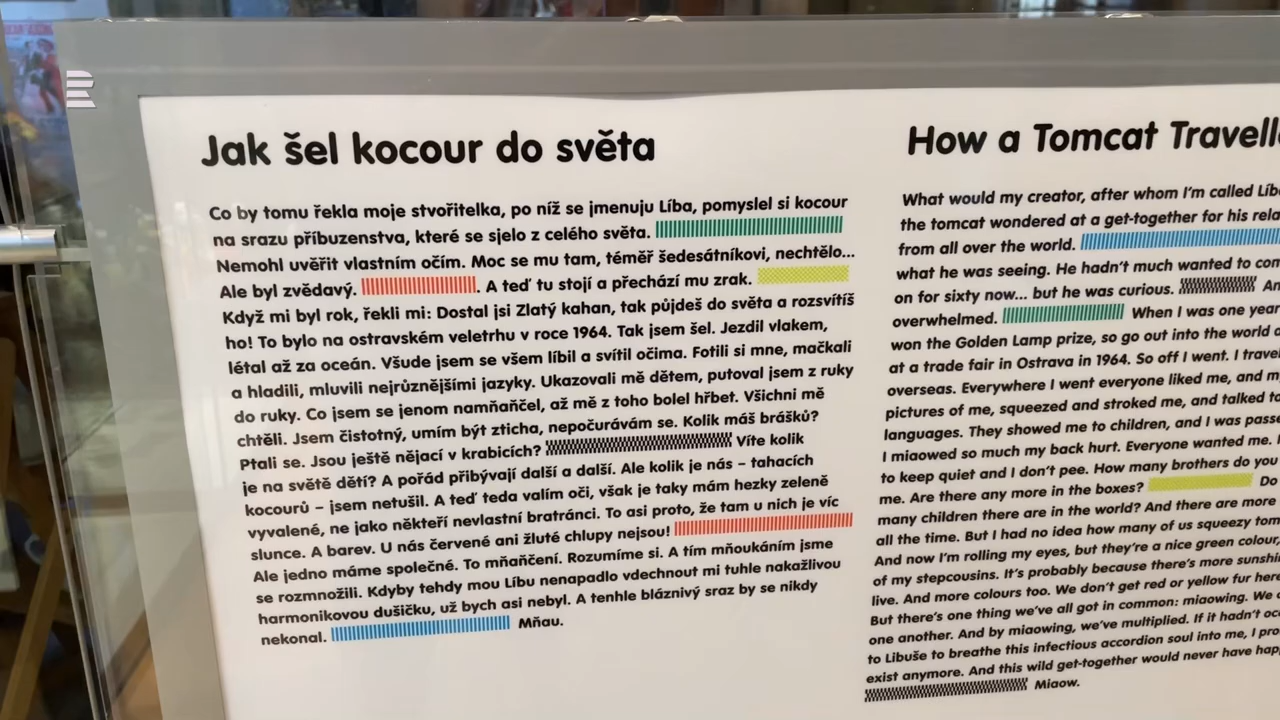 Jak šel kocour do světa
Co by tomu řekla moje stvořitelka, po níž se jmenuju Líba, pomyslel si kocour
na srazu příbuzenstva, které se sjelo z celého světa.
Nemohl uvěřit vlastním očím. Moc se mu tam, téměř šedesátníkovi, nechtělo...
Ale byl zvědavý. . A teď tu stojí a přechází mu zrak.
Když mi byl rok, řekli mi: Dostal jsi Zlatý kahan, tak půjdeš do světa a rozsvítíš
ho! To bylo na ostravském veletrhu v roce 1964. Tak jsem šel. Jezdil vlakem,
létal až za oceán. Všude jsem se všem líbil a svítil očima. Fotili si mne, mačkali
a hladili, mluvili nejrůznějšími jazyky. Ukazovali mě dětem, putoval jsem z ruky
do ruky. Co jsem se jenom namňaňčel, až mě z toho bolel hřbet. Všichni mě
chtěli. Jsem čistotný, umím být zticha, nepočurávám se. Kolik máš brášků?
Ptali se. Jsou ještě nějací v krabicích? Víte kolik
je na světě dětí? A pořád přibývají další a další. Ale kolik je nás – tahacích
kocourů – jsem netušil. A teď teda valím oči, však je taky mám hezky zeleně
vyvalené, ne jako někteří nevlastní bratránci. To asi proto, že tam u nich je víc
slunce. A barev. U nás červené ani žluté chlupy nejsou!
Ale jedno máme společné. To mňaňčení. Rozumíme si. A tím mňoukáním jsme
se rozmnožili. Kdyby tehdy mou Líbu nenapadlo vdechnout mi tuhle nakažlivou
harmonikovou dušičku, už bych asi nebyl. A tenhle bláznivý sraz by se nikdy
nekonal. Mňau.
How a Tomcat Travell
What would my creator, after whom I'm called Líb
the tomcat wondered at a get-together for his rela
from all over the world.
what he was seeing. He hadn't much wanted to com
on for sixty now... but he was curious. An
overwhelmed. When I was one year
won the Golden Lamp prize, so go out into the world a
at a trade fair in Ostrava in 1964. So off I went. I trave
overseas. Everywhere I went everyone liked me, and m
pictures of me, squeezed and stroked me, and talked to
languages. They showed me to children, and I was passe
I miaowed so much my back hurt. Everyone wanted me. I
to keep quiet and I don't pee. How many brothers do you
me. Are there any more in the boxes? Do
many children there are in the world? And there are more
all the time. But I had no idea how many of us squeezy tom
And now I'm rolling my eyes, but they're a nice green colour,
of my stepcousins. It's probably because there's more sunshi
live. And more colours too. We don't get red or yellow fur here
But there's one thing we've all got in common: miaowing. We
one another. And by miaowing, we've multiplied. If it hadn't oc
to Libuše to breathe this infectious accordion soul into me, I pro
exist anymore. And this wild get-together would never have hap
Miaow.